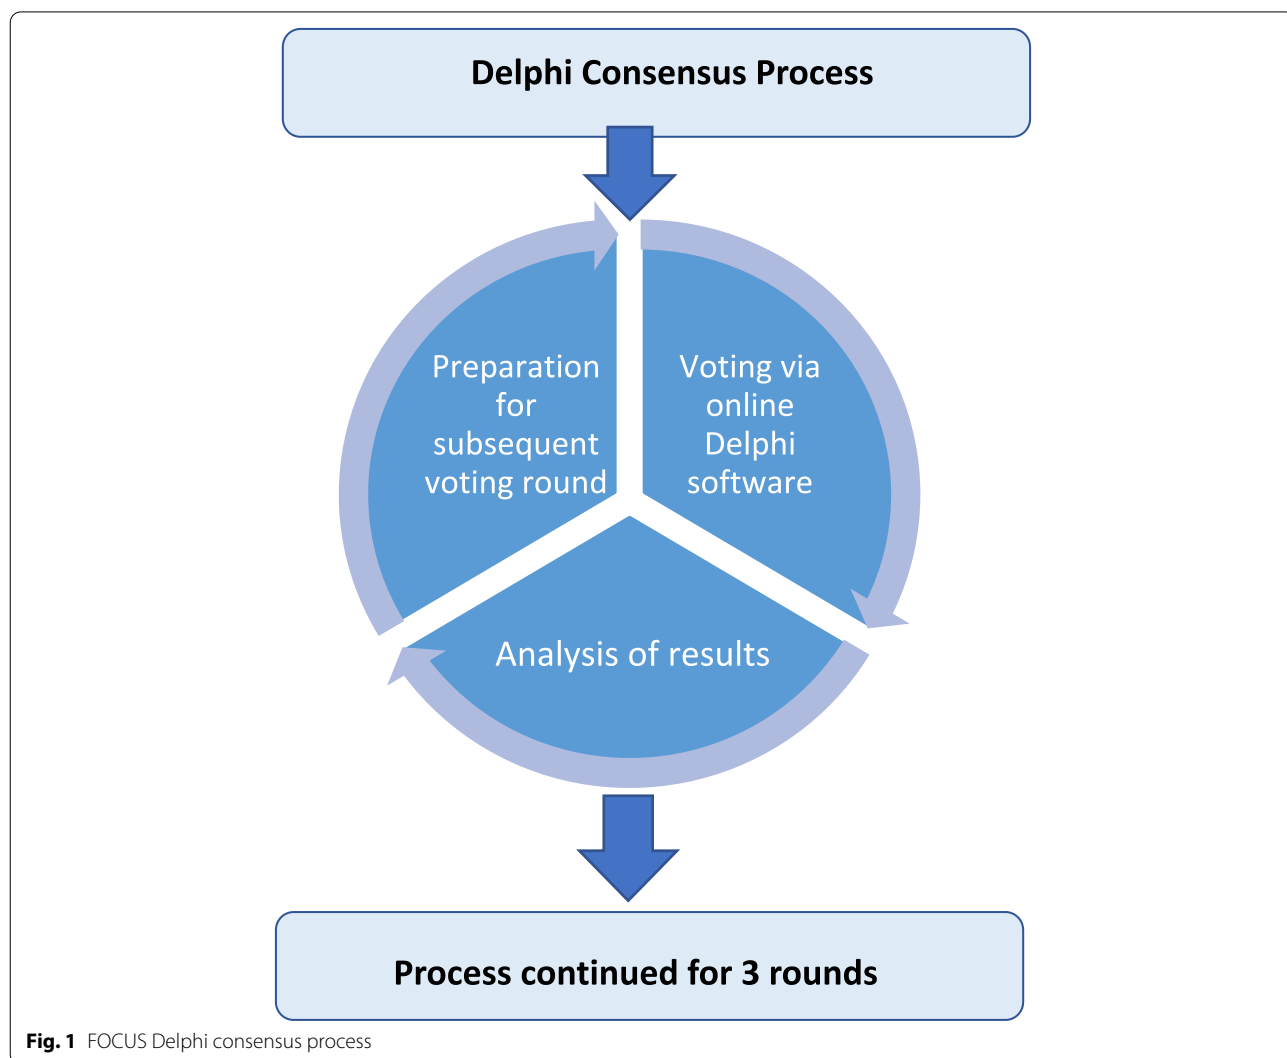 Delphi Consensus Process
Preparation
for
subsequent
voting round
Voting via
online
Delphi
software
Analysis of results
Process continued for 3 rounds
Fig. 1 FOCUS Delphi consensus process